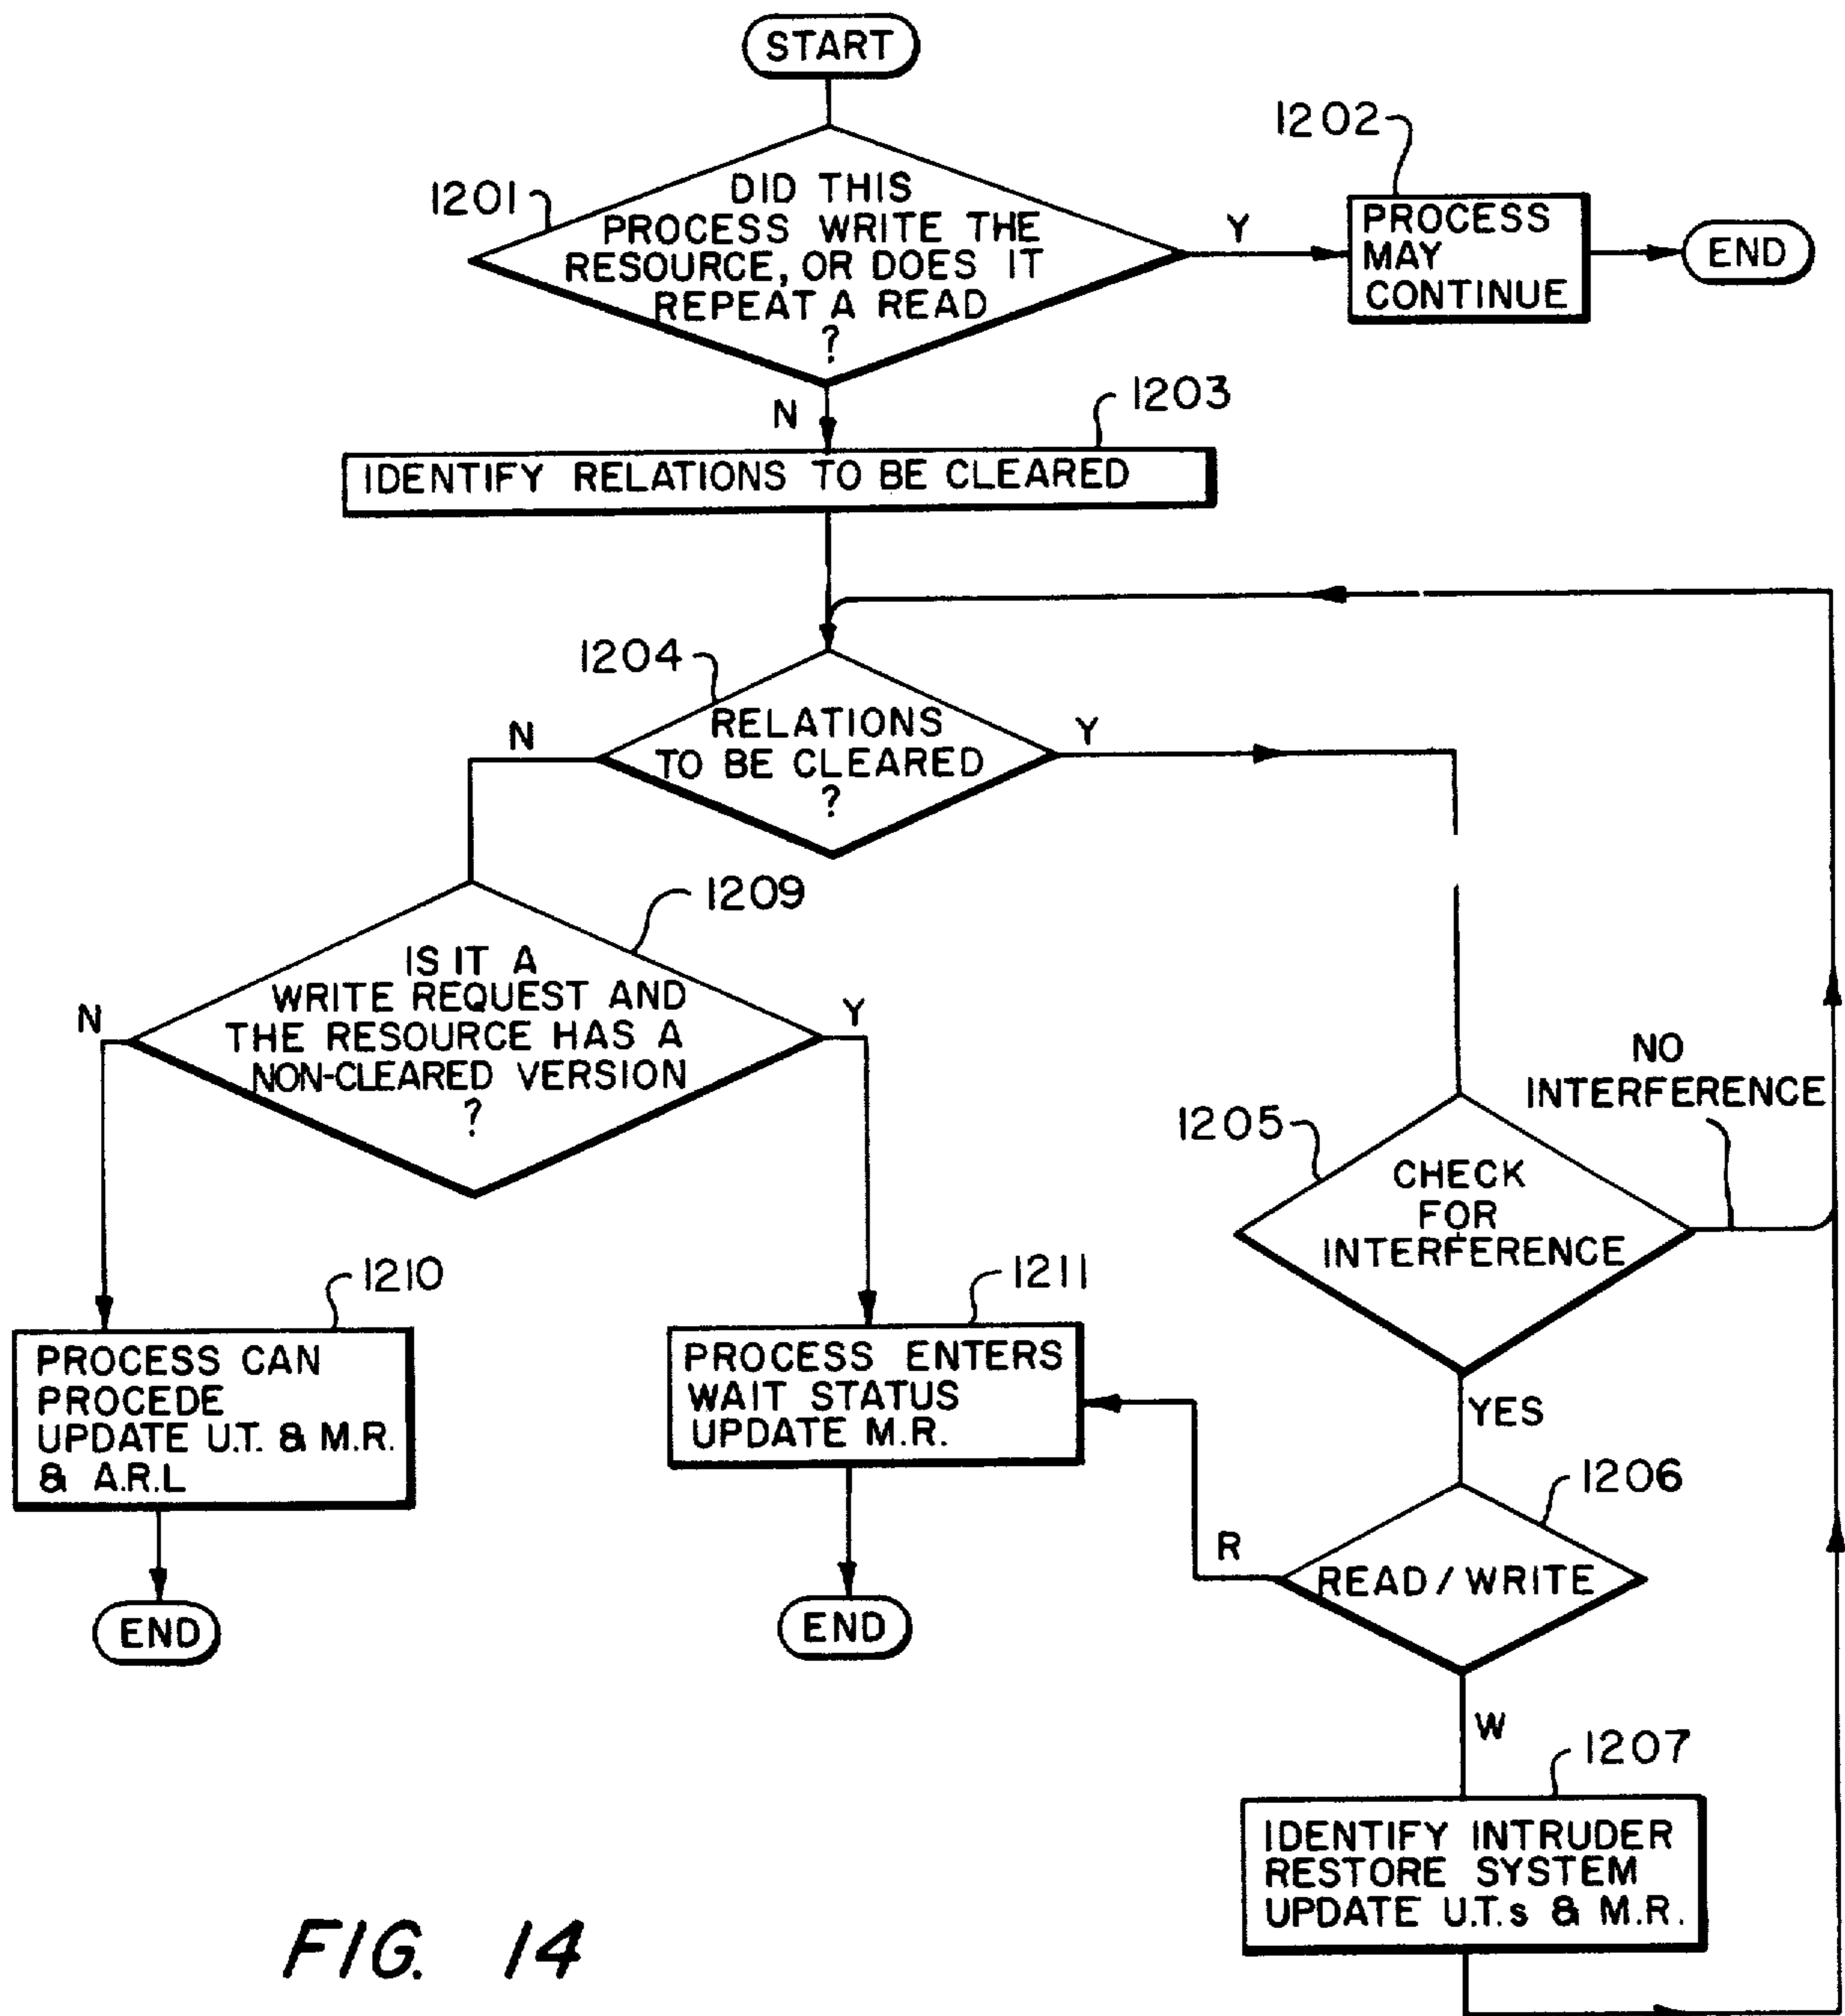 START
1202
1201
DID THIS
PROCESS WRITE THE
RESOURCE, OR DOES IT
REPEAT A READ
?
Y
PROCESS
MAY
CONTINUE
END
N
1203
IDENTIFY RELATIONS TO BE CLEARED
1204
RELATIONS
TO BE CLEARED
?
N
Y
1209
IS IT A
WRITE REQUEST AND
THE RESOURCE HAS A
NON-CLEARED VERSION
?
N
Y
NO
INTERFERENCE
1205
CHECK
FOR
INTERFERENCE
1210
PROCESS CAN
PROCEDE
UPDATE U.T. & M.R.
& A.R.L
END
1211
PROCESS ENTERS
WAIT STATUS
UPDATE M.R.
END
YES
1206
R
READ / WRITE
W
1207
IDENTIFY INTRUDER
RESTORE SYSTEM
UPDATE U.T.s & M.R.
FIG. 14